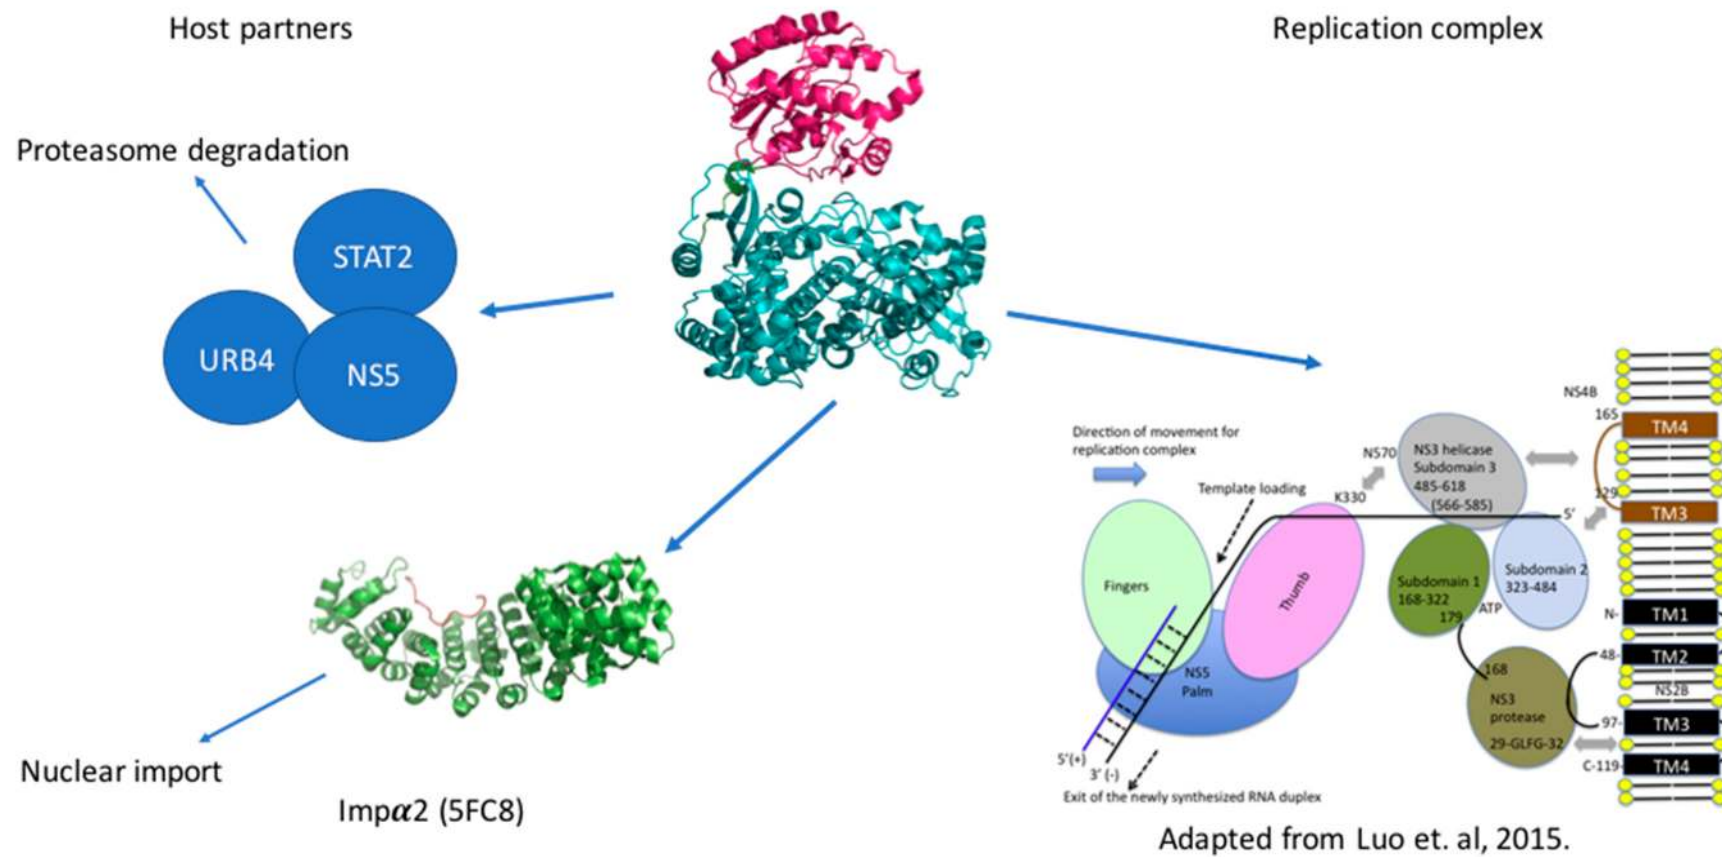 Host partners
Replication complex
Proteasome degradation
STAT2
URB4
NS5
Nuclear import
Impα2 (5FC8)
Direction of movement for
replication complex
Template loading
Fingers
Thumb
NS5
Palm
5'(+)
3' (-)
Exit of the newly synthesized RNA duplex
K330
N570
NS3 helicase
Subdomain 3
485-618
(566-585)
5'
Subdomain 1
168-322
179
ATP
Subdomain 2
323-484
168
NS3
protease
29-GLFG-32
NS4B
165
TM4
129
TM3
N-
TM1
48-
TM2
NS2B
97-
TM3
C-119-
TM4
Adapted from Luo et. al, 2015.